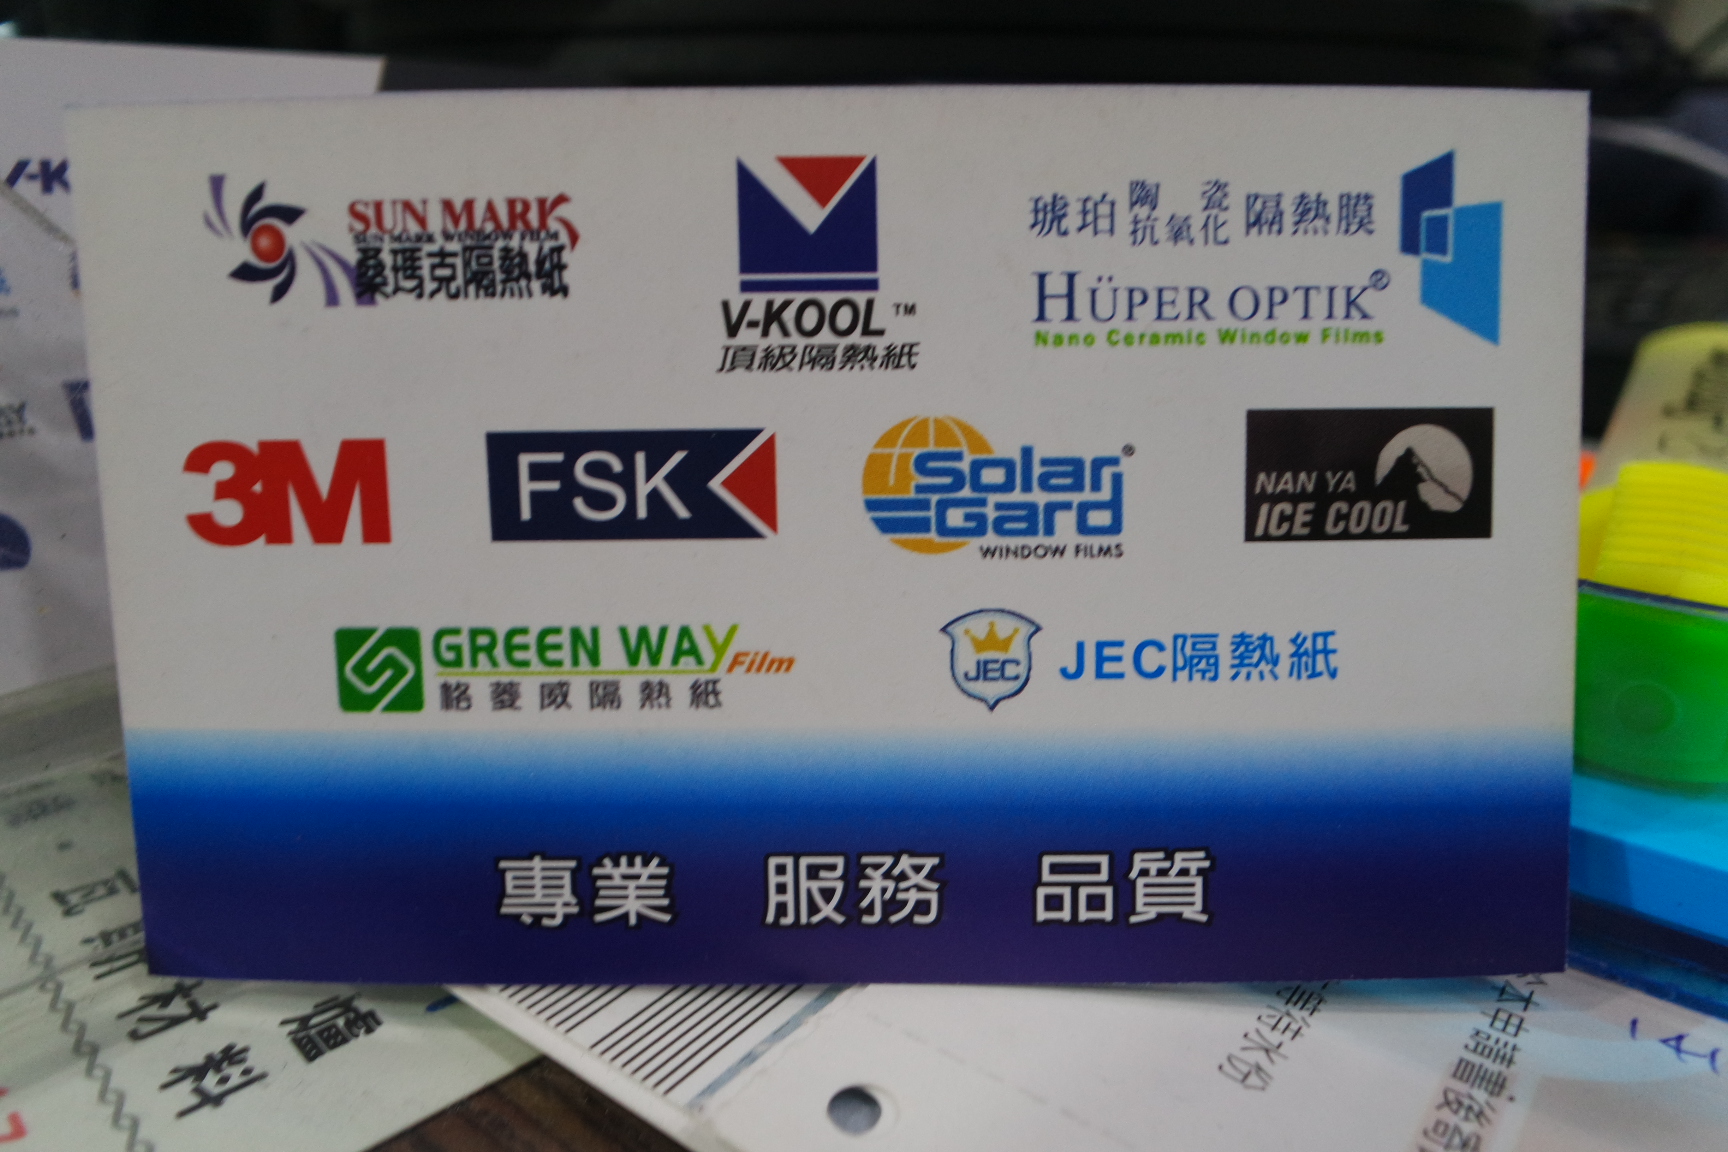 SUN MARK
SUN MARK WINDOW FILM
桑瑪克隔熱紙
V-KOOL™
頂級隔熱紙
琥珀陶瓷抗氧化隔熱膜
HÜPER OPTIK®
Nano Ceramic Window Films
3M
FSK
Solar Gard®
WINDOW FILMS
NAN YA
ICE COOL
GREEN WAY Film
格菱威隔熱紙
JEC
JEC隔熱紙
專業 服務 品質
V-K
材料